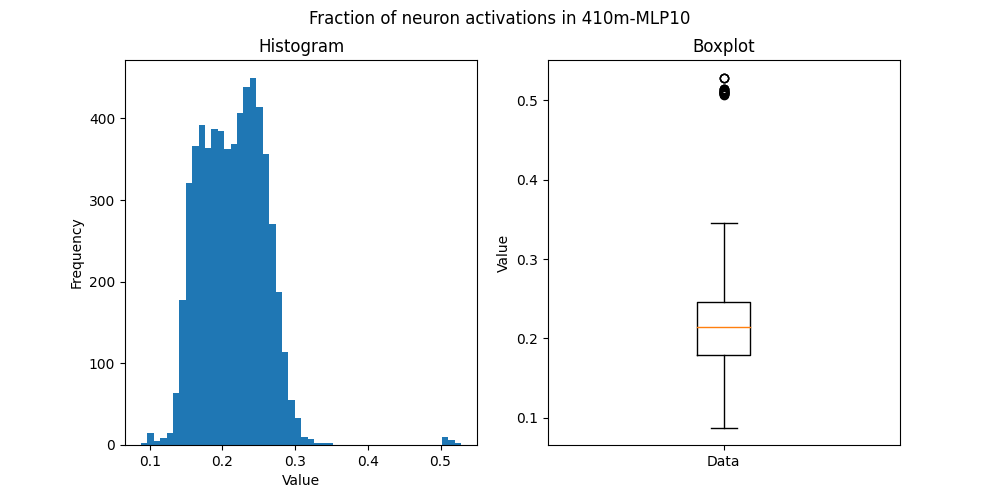 Fraction of neuron activations in 410m-MLP10
Histogram
Frequency
400
300
200
100
0
0.1 0.2 0.3 0.4 0.5
Value
Boxplot
Value
0.5
0.4
0.3
0.2
0.1
Data